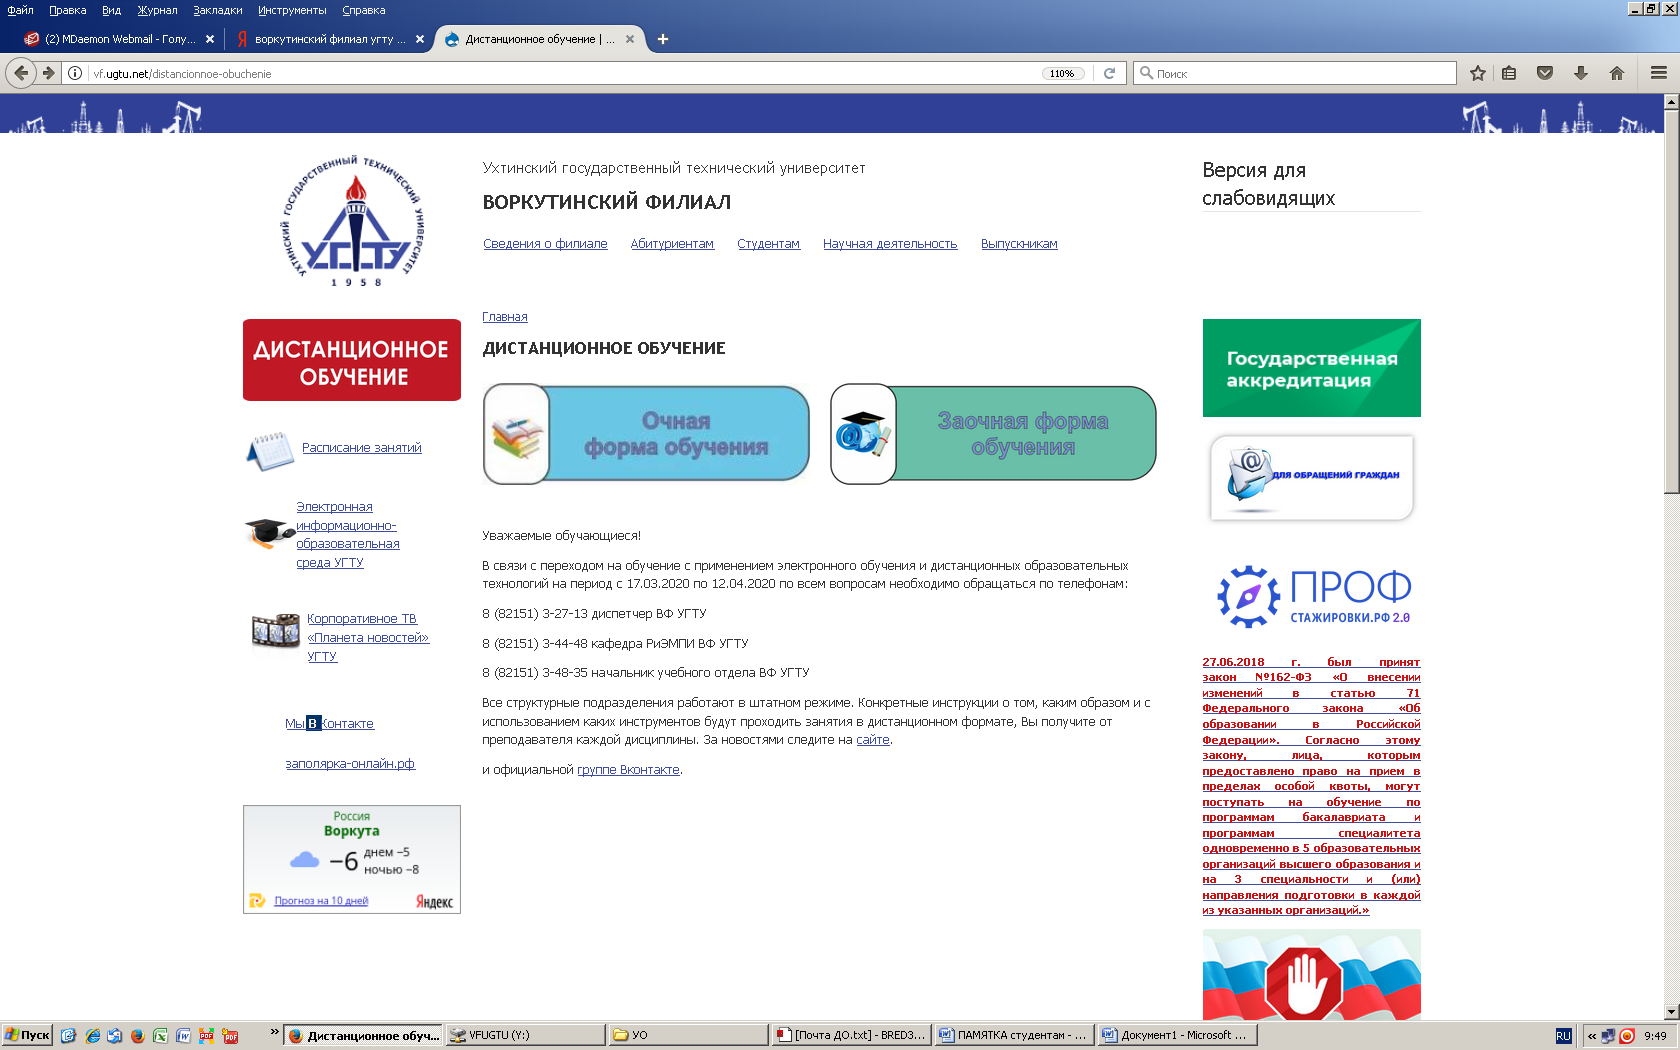 Файл Правка Вид Журнал Закладки Инструменты Справка
(2) MDaemon Webmail - Голу... воркутинский филиал угту ... Дистанционное обучение | ...
vf.ugtu.net/distancionnoe-obuchenie 110% Поиск
УХТИНСКИЙ ГОСУДАРСТВЕННЫЙ ТЕХНИЧЕСКИЙ УНИВЕРСИТЕТ
УГТУ
1958
Ухтинский государственный технический университет
ВОРКУТИНСКИЙ ФИЛИАЛ
Сведения о филиале Абитуриентам Студентам Научная деятельность Выпускникам
Версия для
слабовидящих
ДИСТАНЦИОННОЕ
ОБУЧЕНИЕ
Расписание занятий
Электронная
информационно-
образовательная
среда УГТУ
Корпоративное ТВ
«Планета новостей»
УГТУ
Мы В Контакте
заполярка-онлайн.рф
Россия
Воркута
−6
днем −5
ночью −8
Прогноз на 10 дней Яндекс
Главная
ДИСТАНЦИОННОЕ ОБУЧЕНИЕ
Очная
форма обучения
Заочная форма
обучения
Уважаемые обучающиеся!
В связи с переходом на обучение с применением электронного обучения и дистанционных образовательных
технологий на период с 17.03.2020 по 12.04.2020 по всем вопросам необходимо обращаться по телефонам:
8 (82151) 3-27-13 диспетчер ВФ УГТУ
8 (82151) 3-44-48 кафедра РиЭМПИ ВФ УГТУ
8 (82151) 3-48-35 начальник учебного отдела ВФ УГТУ
Все структурные подразделения работают в штатном режиме. Конкретные инструкции о том, каким образом и с
использованием каких инструментов будут проходить занятия в дистанционном формате, Вы получите от
преподавателя каждой дисциплины. За новостями следите на сайте.
и официальной группе Вконтакте.
Государственная
аккредитация
@
ДЛЯ ОБРАЩЕНИЙ ГРАЖДАН
ПРОФ
СТАЖИРОВКИ.РФ 2.0
27.06.2018 г. был принят
закон №162-ФЗ «О внесении
изменений в статью 71
Федерального закона «Об
образовании в Российской
Федерации». Согласно этому
закону, лица, которым
предоставлено право на прием в
пределах особой квоты, могут
поступать на обучение по
программам бакалавриата и
программам специалитета
одновременно в 5 образовательных
организаций высшего образования и
на 3 специальности и (или)
направления подготовки в каждой
из указанных организаций.»
Пуск » Дистанционное обуч... VFUGTU (Y:) УО [Почта ДО.txt] - BRED3... ПАМЯТКА студентам - ... Документ1 - Microsoft ... RU « 9:49